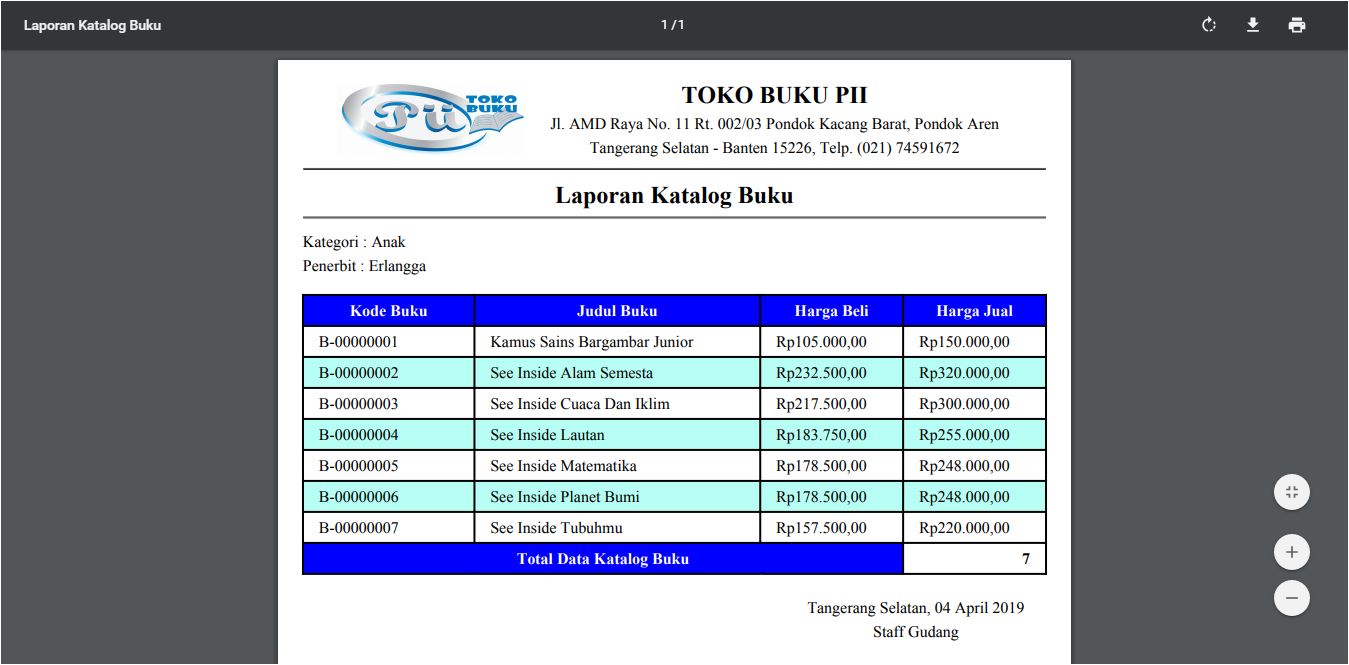 Laporan Katalog Buku
1 / 1
Pii TOKO
BUKU
TOKO BUKU PII
Jl. AMD Raya No. 11 Rt. 002/03 Pondok Kacang Barat, Pondok Aren
Tangerang Selatan - Banten 15226, Telp. (021) 74591672
Laporan Katalog Buku
Kategori : Anak
Penerbit : Erlangga
Kode Buku Judul Buku Harga Beli Harga Jual
B-00000001 Kamus Sains Bargambar Junior Rp105.000,00 Rp150.000,00
B-00000002 See Inside Alam Semesta Rp232.500,00 Rp320.000,00
B-00000003 See Inside Cuaca Dan Iklim Rp217.500,00 Rp300.000,00
B-00000004 See Inside Lautan Rp183.750,00 Rp255.000,00
B-00000005 See Inside Matematika Rp178.500,00 Rp248.000,00
B-00000006 See Inside Planet Bumi Rp178.500,00 Rp248.000,00
B-00000007 See Inside Tubuhmu Rp157.500,00 Rp220.000,00
Total Data Katalog Buku 7
Tangerang Selatan, 04 April 2019
Staff Gudang